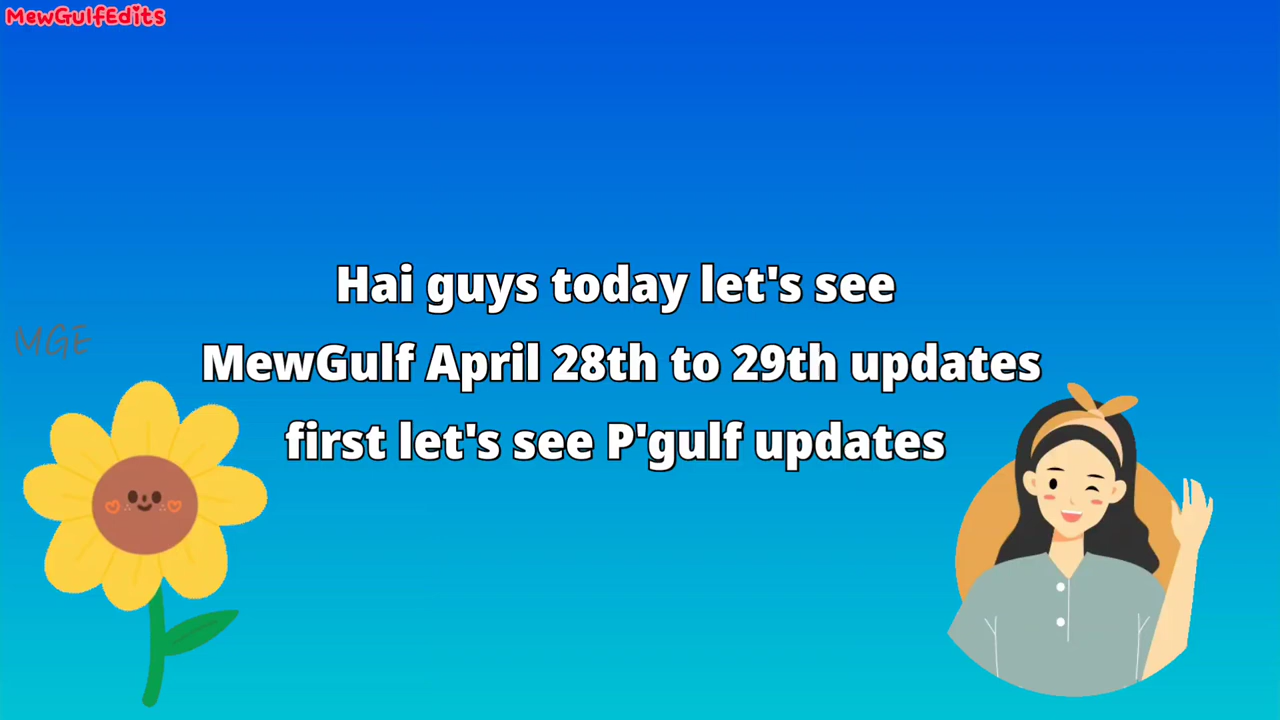 MewGulfEdits
Hai guys today let's see
MewGulf April 28th to 29th updates
first let's see P'gulf updates
MGE